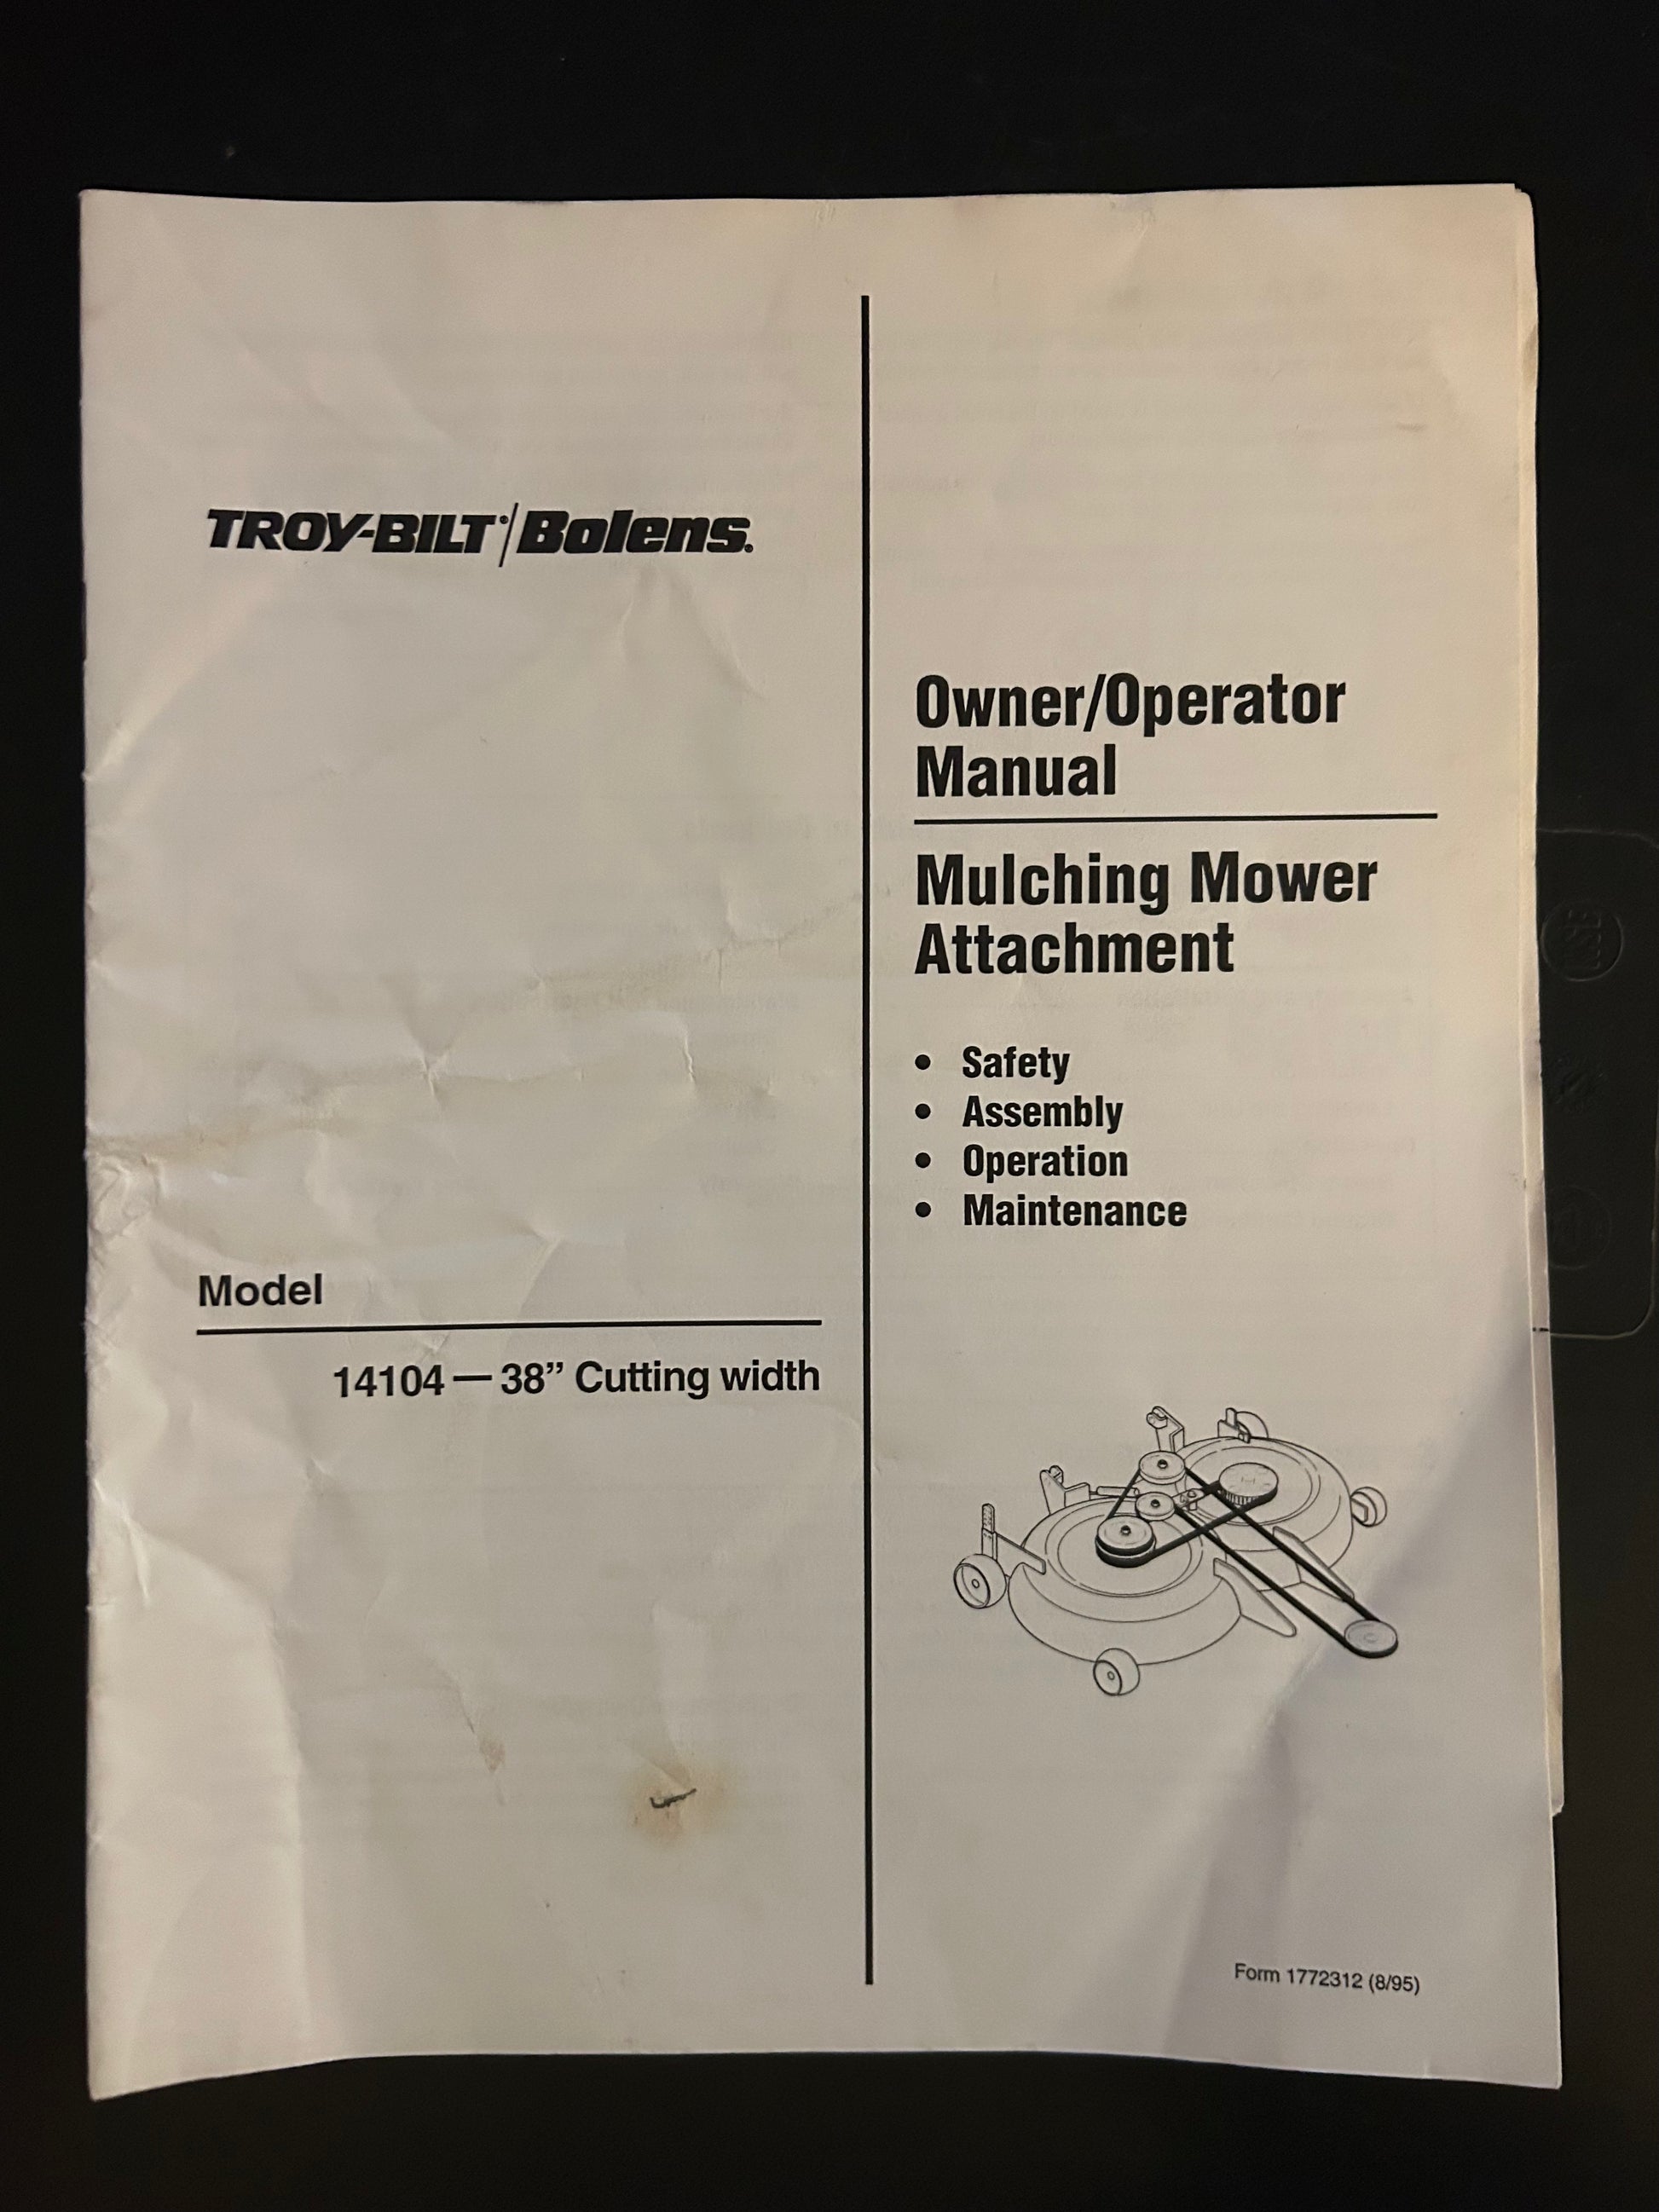 TROY-BILT®/Bolens®
Owner/Operator
Manual
Mulching Mower
Attachment
• Safety
• Assembly
• Operation
• Maintenance
Model
14104 — 38” Cutting width
Form 1772312 (8/95)